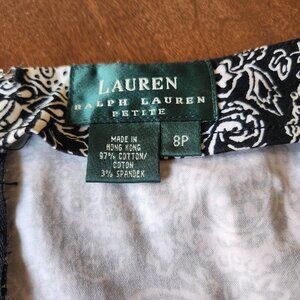 LAUREN
RALPH LAUREN
PETITE
MADE IN
HONG KONG
97% COTTON/
COTON
3% SPANDEX
8P